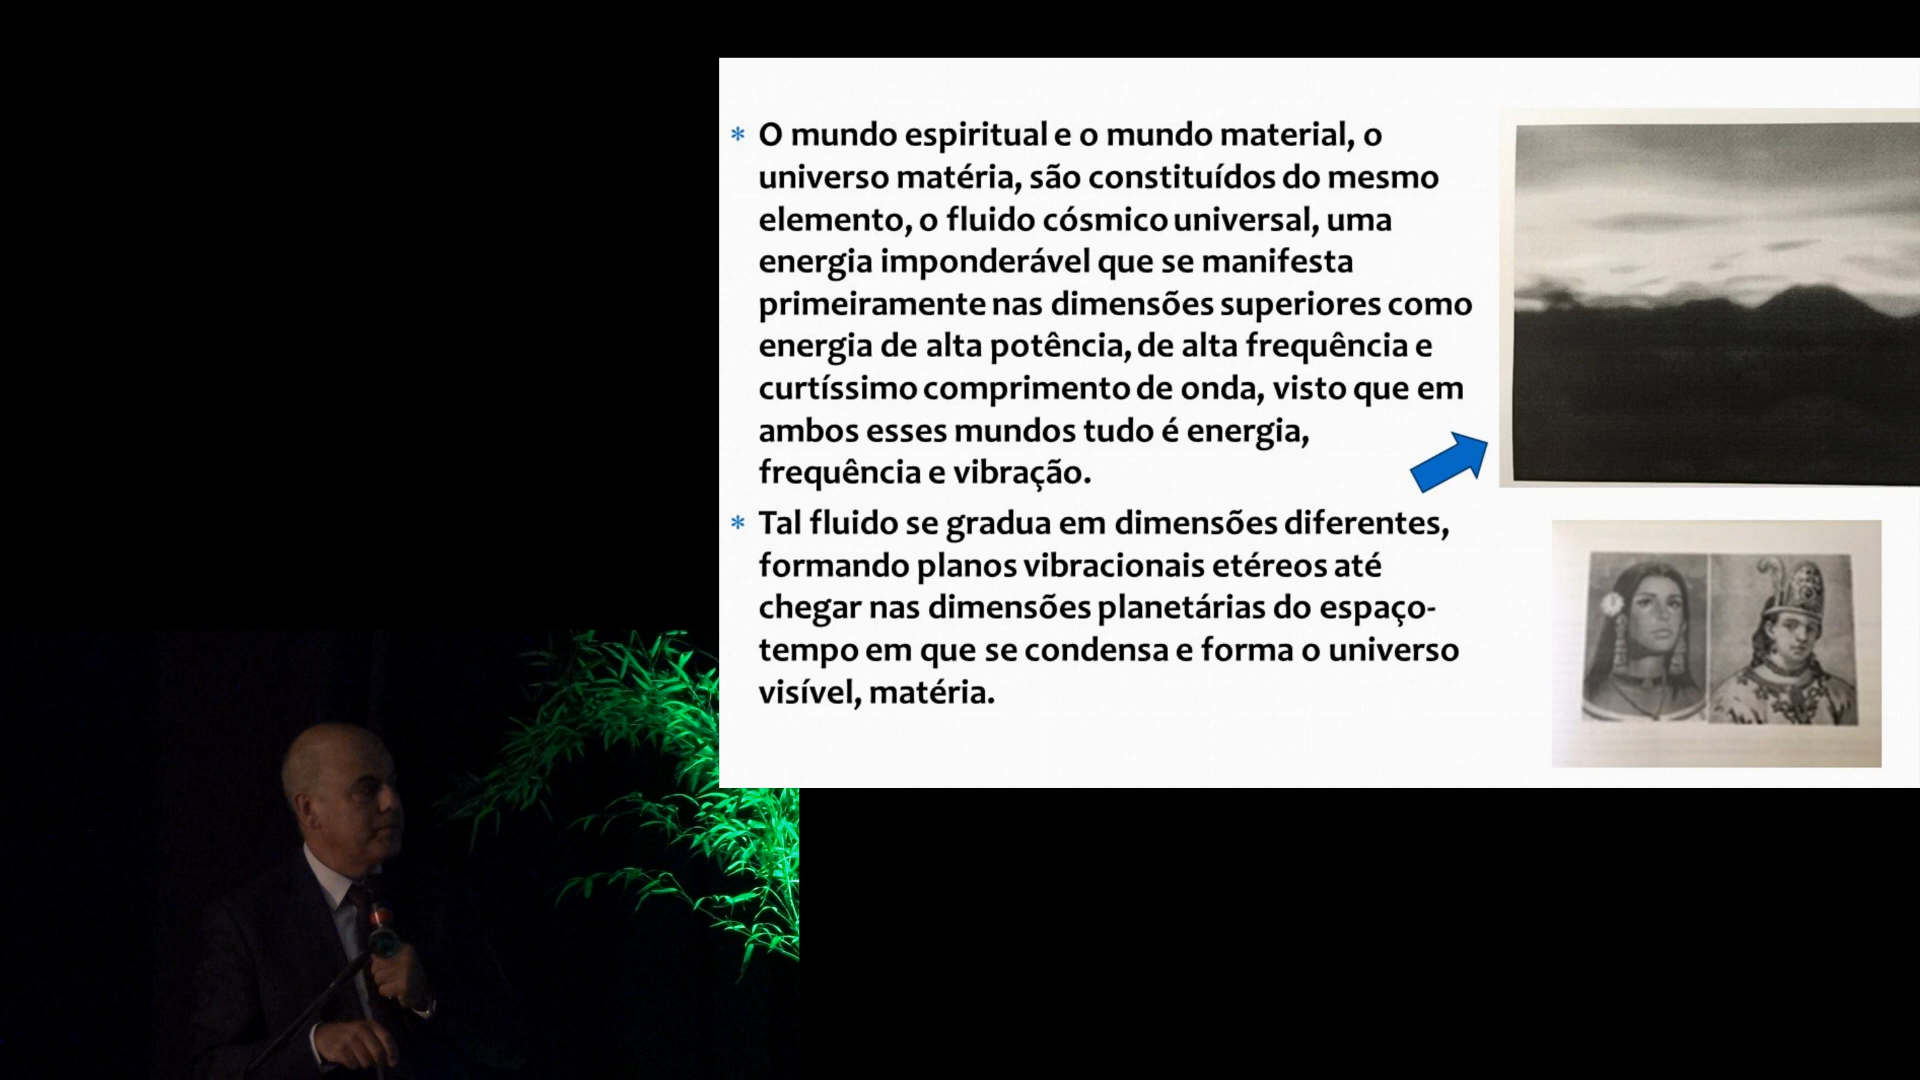 * O mundo espiritual e o mundo material, o
universo matéria, são constituídos do mesmo
elemento, o fluido cósmico universal, uma
energia imponderável que se manifesta
primeiramente nas dimensões superiores como
energia de alta potência, de alta frequência e
curtíssimo comprimento de onda, visto que em
ambos esses mundos tudo é energia,
frequência e vibração.
* Tal fluido se gradua em dimensões diferentes,
formando planos vibracionais etéreos até
chegar nas dimensões planetárias do espaço-
tempo em que se condensa e forma o universo
visível, matéria.